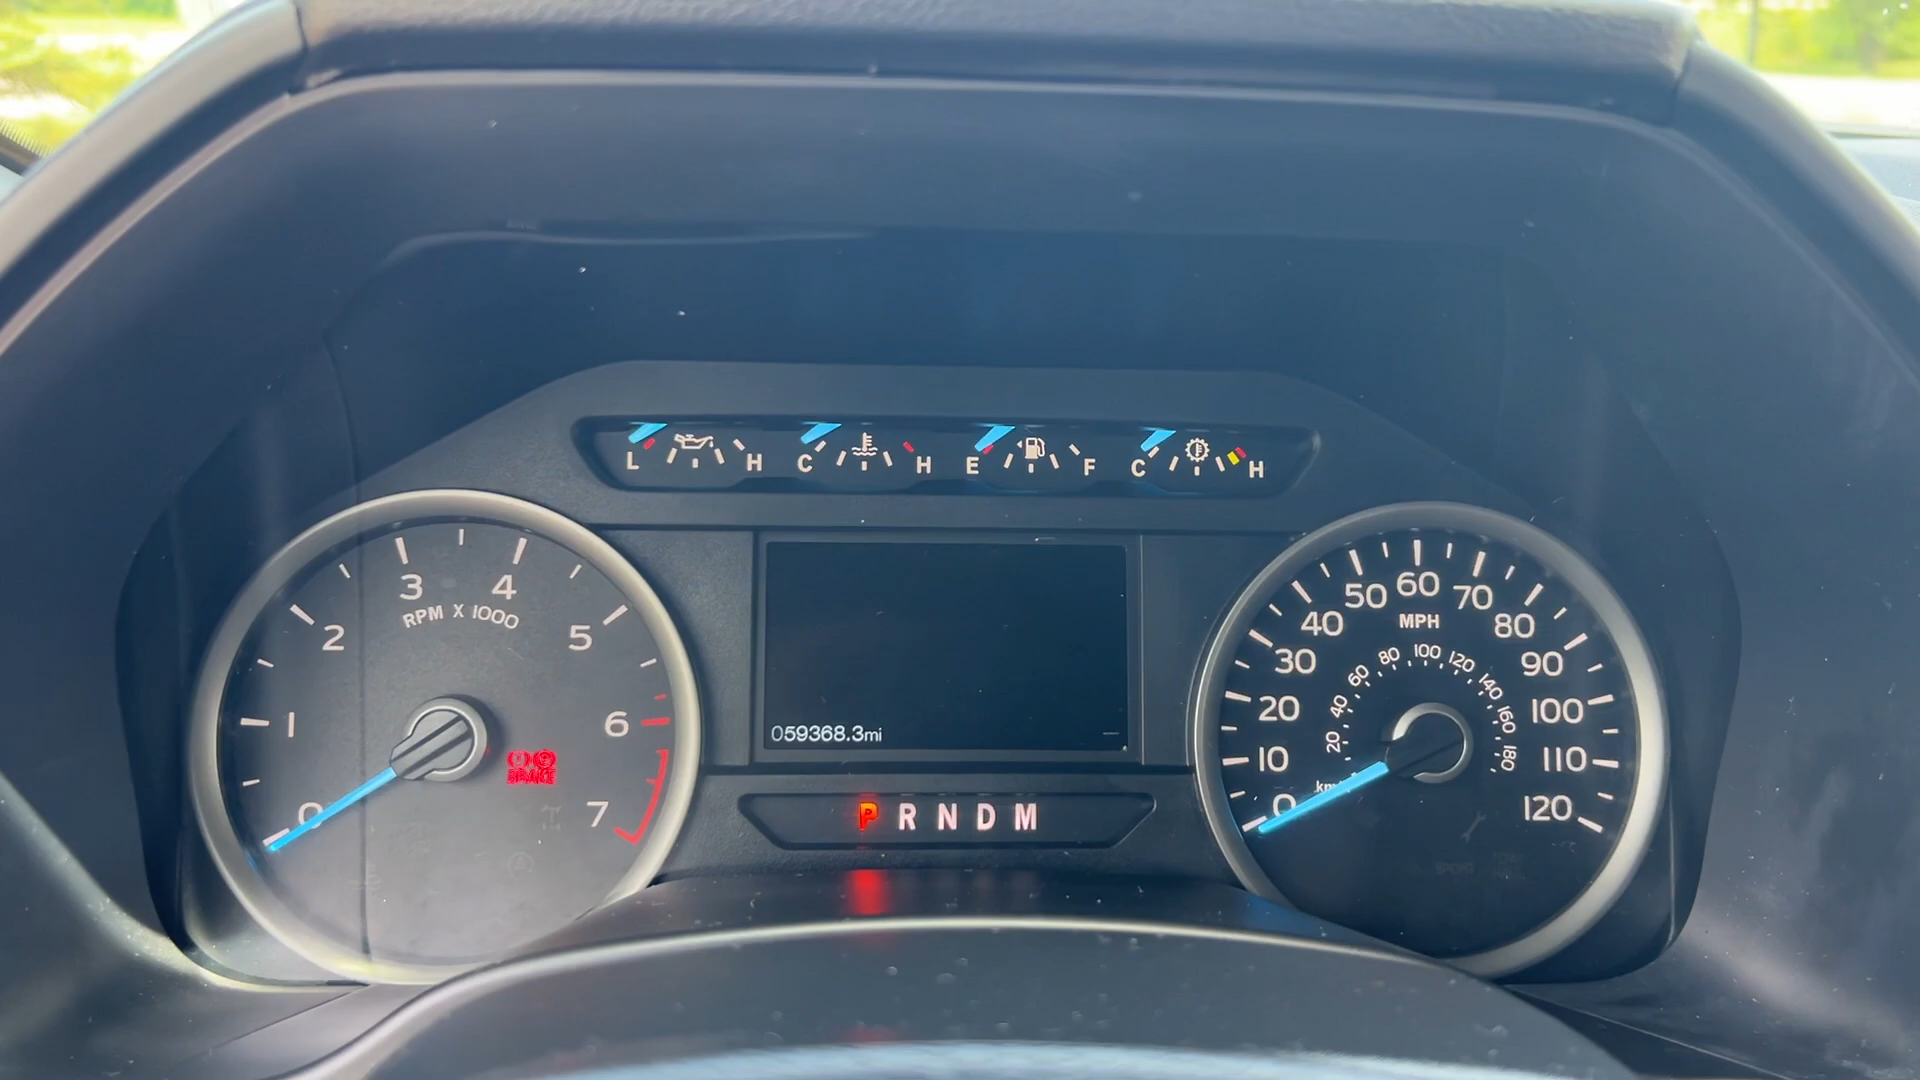 L H C H E F C H
3 4
RPM X 1000
2 5
1 6
0 7
BRAKE
059368.3mi
P R N D M
60
50 70
MPH
40 80
30 90
20 100
10 110
0 120
20 40 60 80 100 120 140 160 180